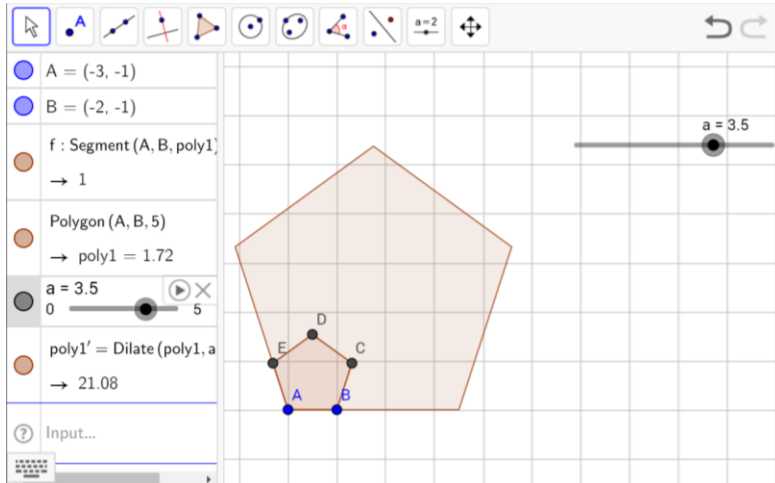 A
a=2
A = (-3, -1)
B = (-2, -1)
f : Segment (A, B, poly1)
→ 1
Polygon (A, B, 5)
→ poly1 = 1.72
a = 3.5
0 5
poly1′ = Dilate (poly1, a
→ 21.08
Input...
a = 3.5
D
E
C
A
B